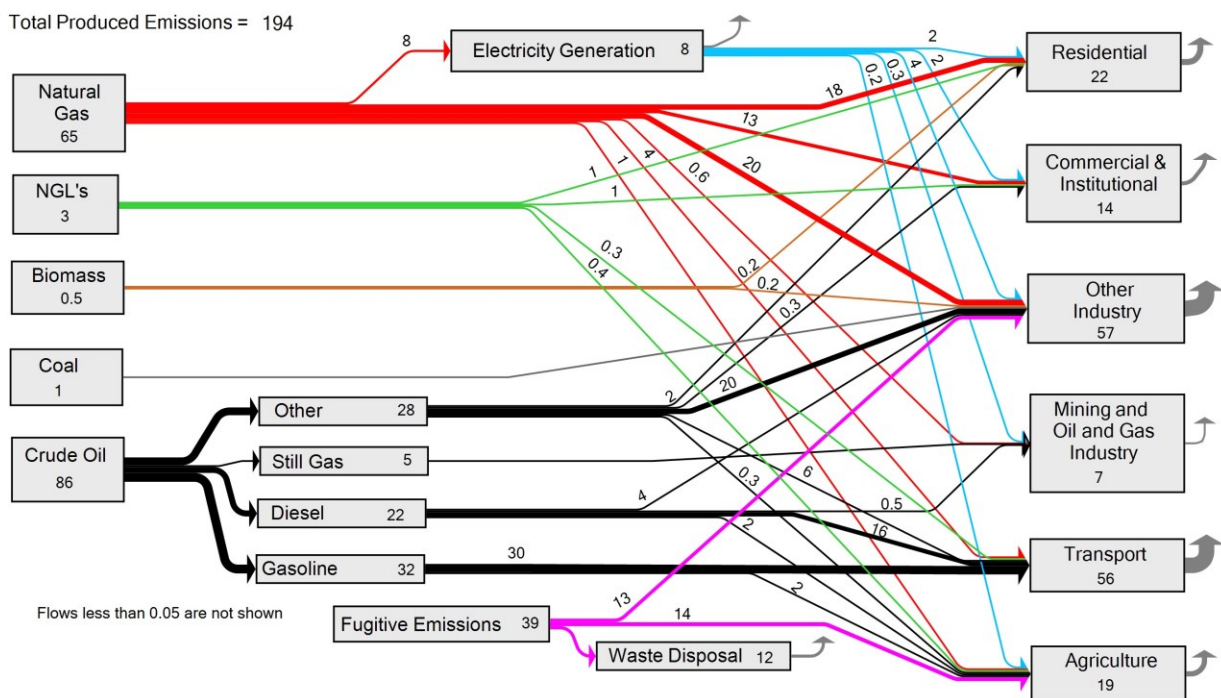 Total Produced Emissions = 194
Natural
Gas
65
NGL's
3
Biomass
0.5
Coal
1
Crude Oil
86
8
Electricity Generation 8
Other 28
Still Gas 5
Diesel 22
Gasoline 32
Fugitive Emissions 39
Waste Disposal 12
2
2
4
0.3
0.2
18
13
20
0.6
4
1
1
1
0.3
0.4
0.2
0.2
0.3
2
20
6
0.3
4
0.5
16
2
30
2
13
14
Residential
22
Commercial &
Institutional
14
Other
Industry
57
Mining and
Oil and Gas
Industry
7
Transport
56
Agriculture
19
Flows less than 0.05 are not shown